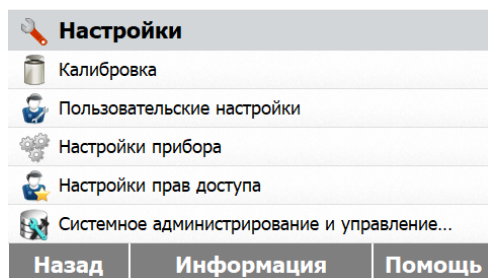 Настройки
Калибровка
Пользовательские настройки
Настройки прибора
Настройки прав доступа
Системное администрирование и управление...
Назад Информация Помощь